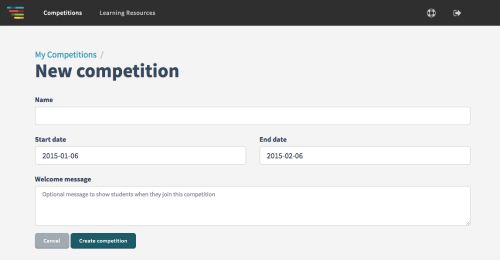 Competitions Learning Resources
My Competitions /
New competition
Name
Start date End date
2015-01-06 2015-02-06
Welcome message
Optional message to show students when they join this competition
Cancel Create competition